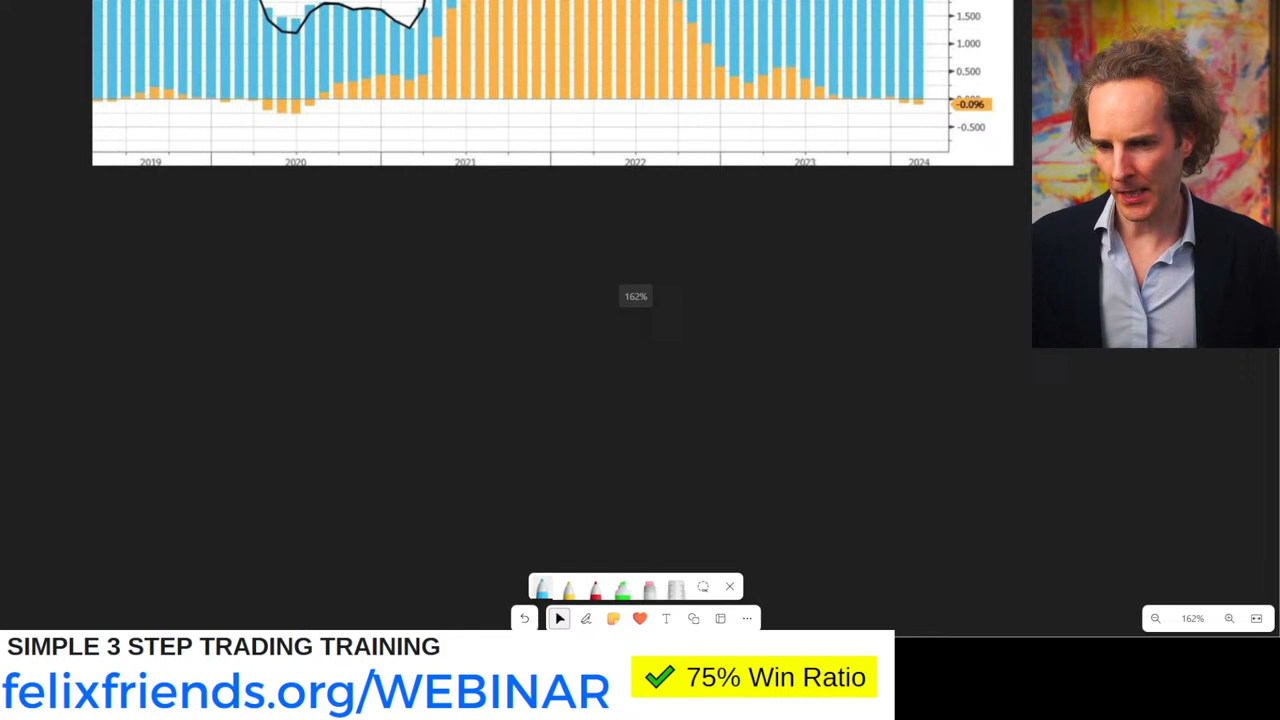 1.500
1.000
0.500
-0.096
-0.500
2019 2020 2021 2022 2023 2024
162%
T
162%
SIMPLE 3 STEP TRADING TRAINING
felixfriends.org/WEBINAR
75% Win Ratio